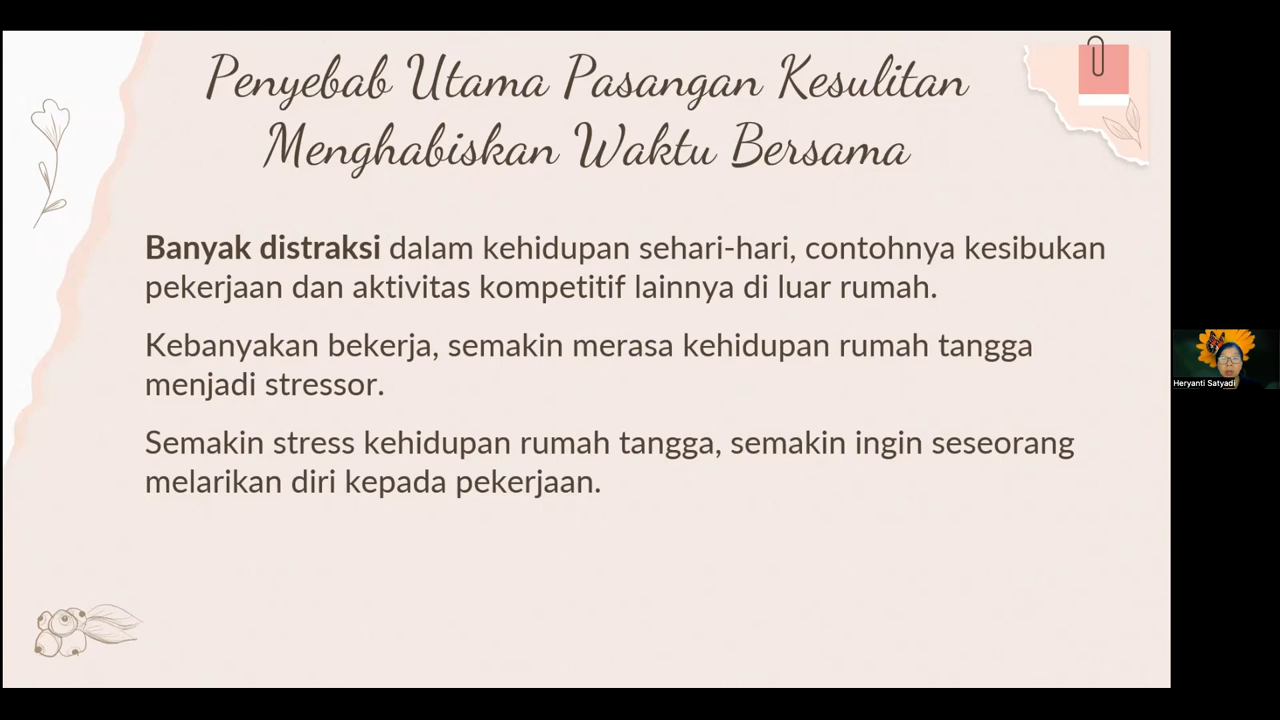 Penyebab Utama Pasangan Kesulitan
Menghabiskan Waktu Bersama
Banyak distraksi dalam kehidupan sehari-hari, contohnya kesibukan
pekerjaan dan aktivitas kompetitif lainnya di luar rumah.
Kebanyakan bekerja, semakin merasa kehidupan rumah tangga
menjadi stressor.
Semakin stress kehidupan rumah tangga, semakin ingin seseorang
melarikan diri kepada pekerjaan.
Heryanti Satyadi